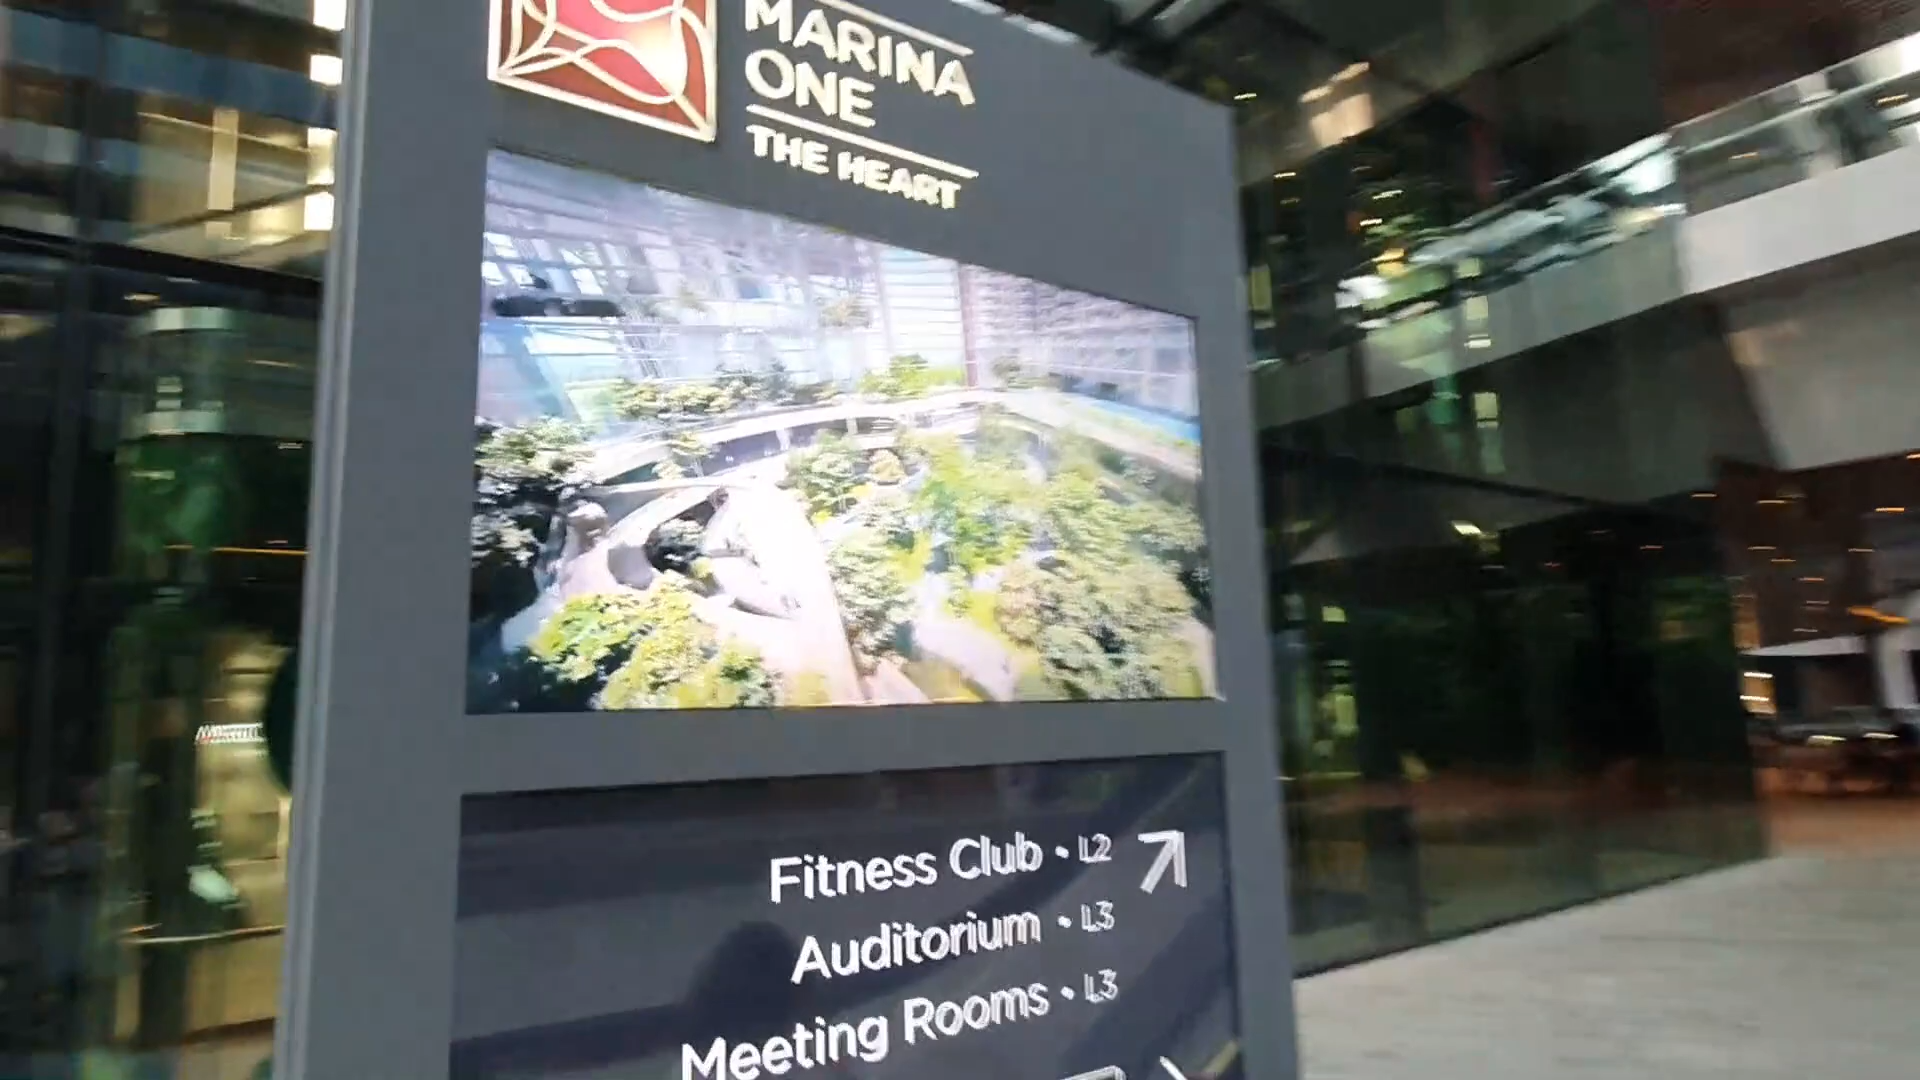 MARINA
ONE
THE HEART
Fitness Club • L2
Auditorium • L3
Meeting Rooms • L3